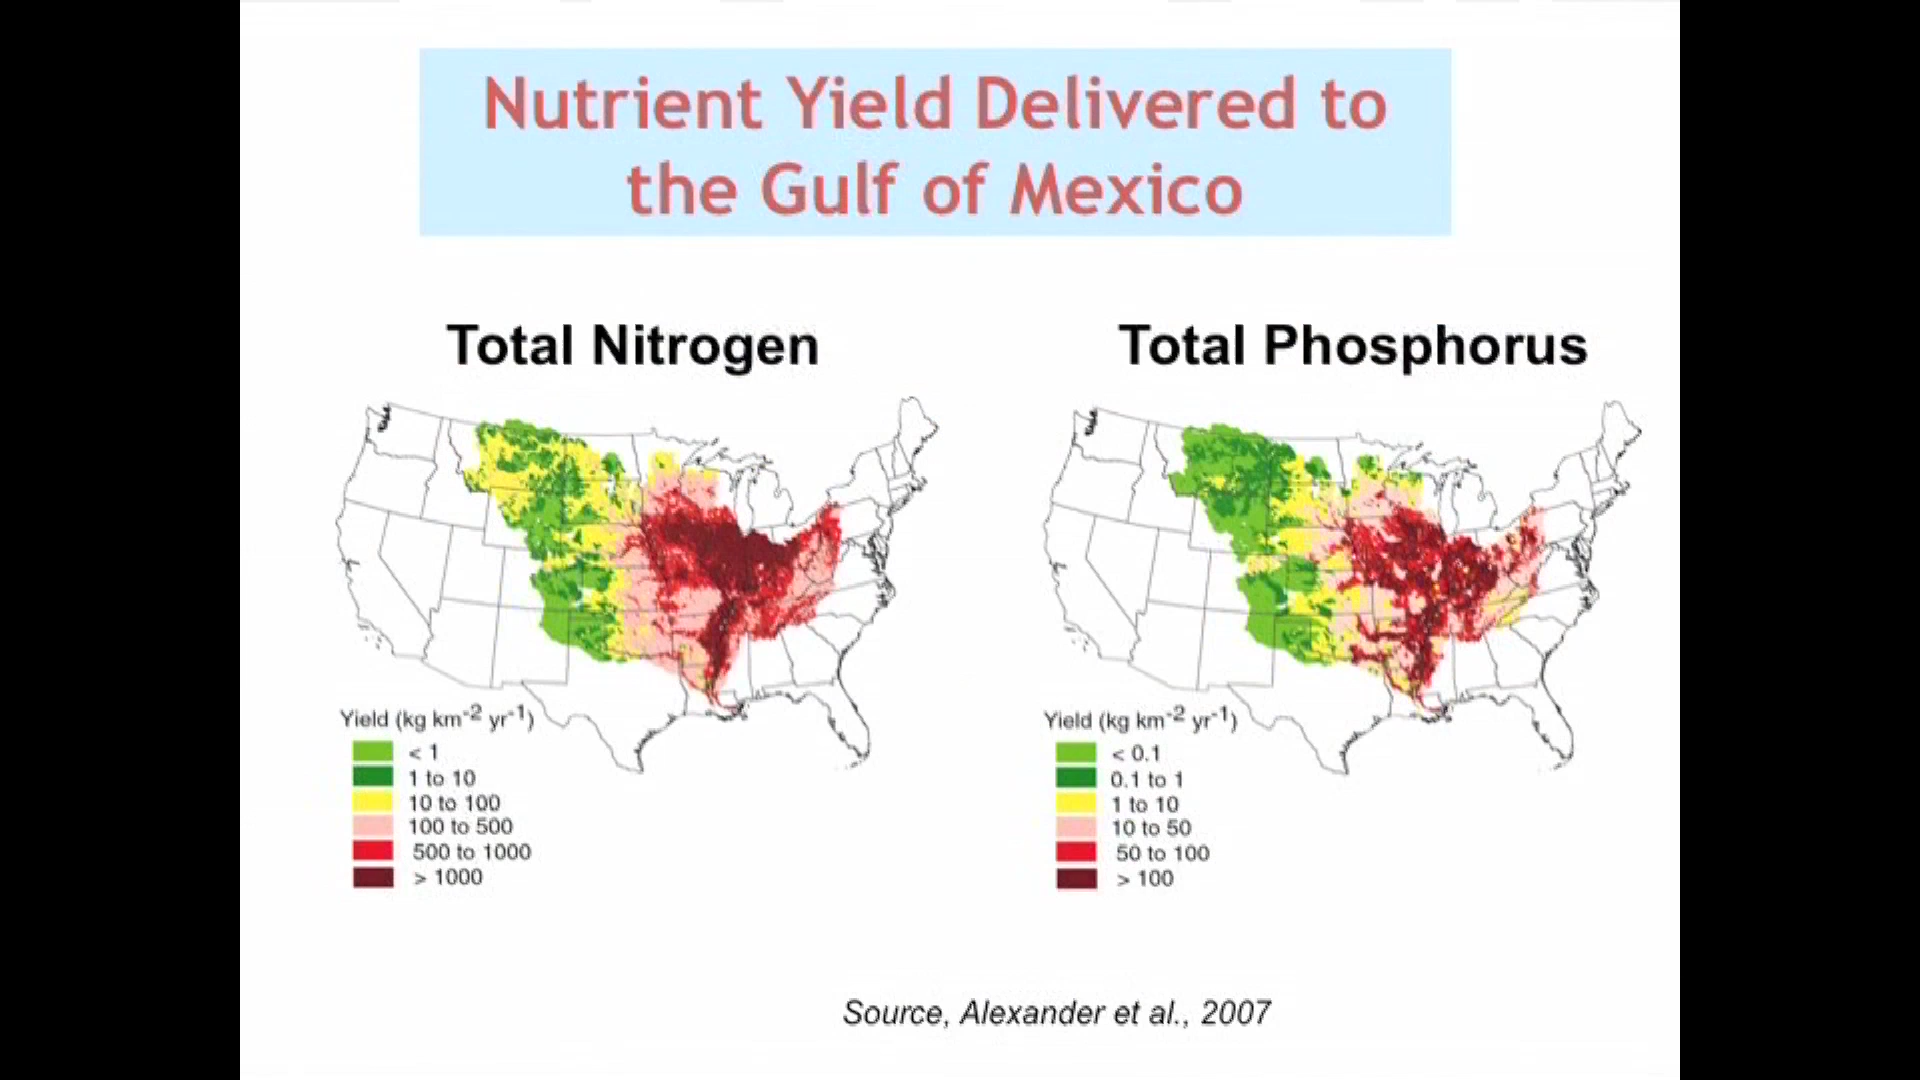 Nutrient Yield Delivered to
the Gulf of Mexico
Total Nitrogen
Total Phosphorus
Yield (kg km-2 yr-1)
< 1
1 to 10
10 to 100
100 to 500
500 to 1000
> 1000
Yield (kg km-2 yr-1)
< 0.1
0.1 to 1
1 to 10
10 to 50
50 to 100
> 100
Source, Alexander et al., 2007